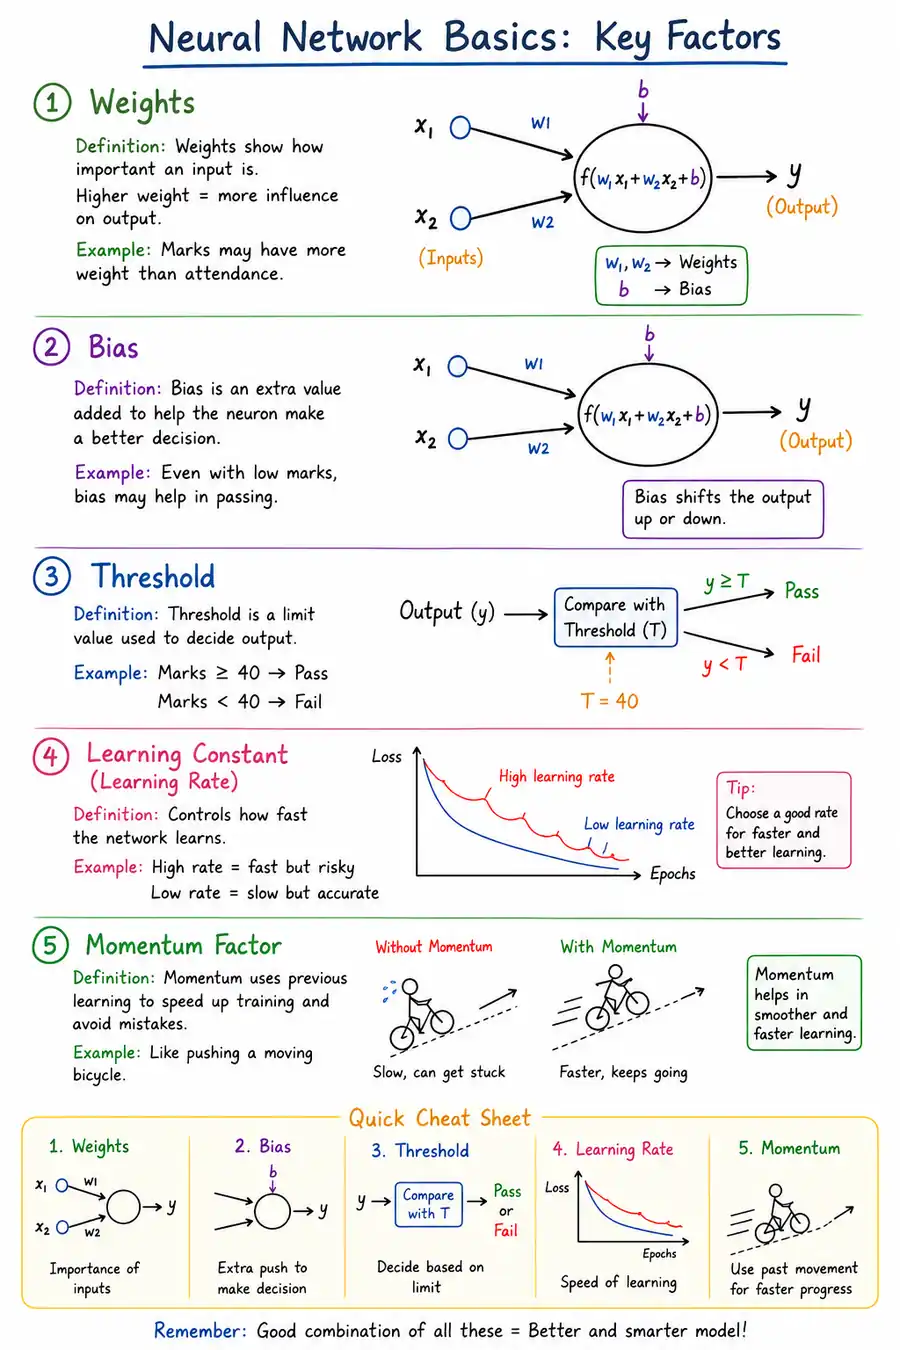 Neural Network Basics: Key Factors
1 Weights
Definition: Weights show how
important an input is.
Higher weight = more influence
on output.
Example: Marks may have more
weight than attendance.
b
x₁
W1
f(w₁x₁+w₂x₂+b)
y
(Output)
x₂
W2
(Inputs)
w₁, w₂ → Weights
b → Bias
2 Bias
Definition: Bias is an extra value
added to help the neuron make
a better decision.
Example: Even with low marks,
bias may help in passing.
b
x₁
W1
f(w₁x₁+w₂x₂+b)
y
(Output)
x₂
W2
Bias shifts the output
up or down.
3 Threshold
Definition: Threshold is a limit
value used to decide output.
Example: Marks ≥ 40 → Pass
Marks < 40 → Fail
Output (y)
Compare with
Threshold (T)
y ≥ T
Pass
y < T
Fail
T = 40
4 Learning Constant
(Learning Rate)
Definition: Controls how fast
the network learns.
Example: High rate = fast but risky
Low rate = slow but accurate
Loss
High learning rate
Low learning rate
Epochs
Tip:
Choose a good rate
for faster and
better learning.
5 Momentum Factor
Definition: Momentum uses previous
learning to speed up training and
avoid mistakes.
Example: Like pushing a moving
bicycle.
Without Momentum
Slow, can get stuck
With Momentum
Faster, keeps going
Momentum
helps in
smoother and
faster learning.
Quick Cheat Sheet
1. Weights
x₁
W1
y
x₂
W2
Importance of
inputs
2. Bias
b
y
Extra push to
make decision
3. Threshold
y
Compare
with T
Pass
or
Fail
Decide based on
limit
4. Learning Rate
Loss
Epochs
Speed of learning
5. Momentum
Use past movement
for faster progress
Remember: Good combination of all these = Better and smarter model!